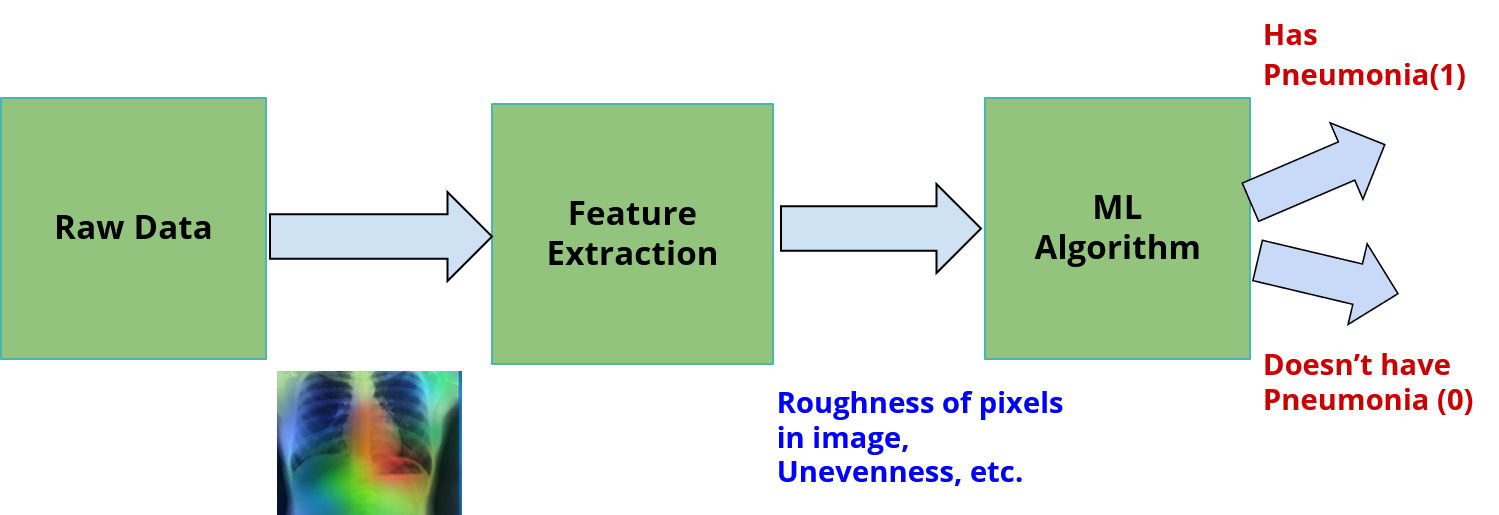 Raw Data
Feature
Extraction
Roughness of pixels
in image,
Unevenness, etc.
ML
Algorithm
Has
Pneumonia(1)
Doesn’t have
Pneumonia (0)